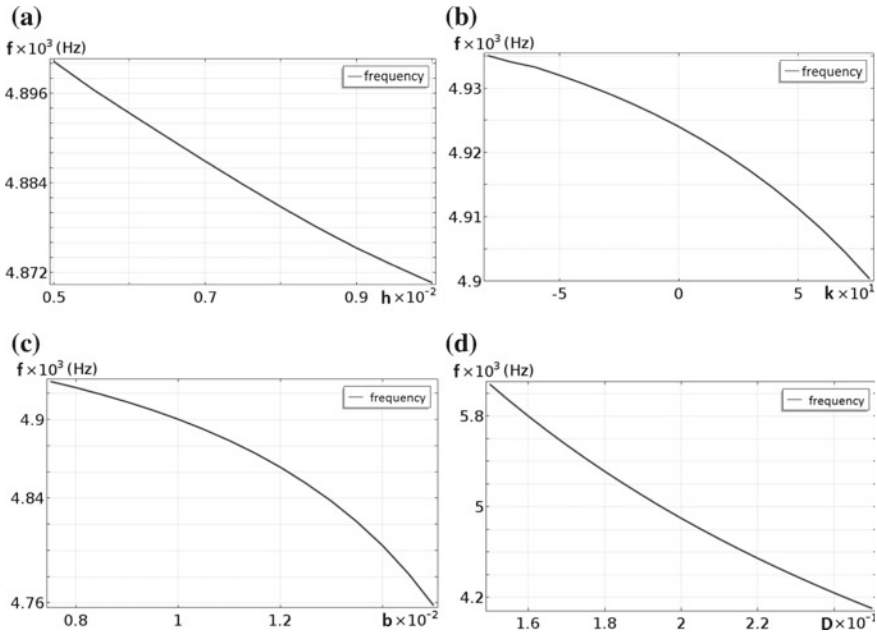 (a)
f×10³ (Hz)
frequency
4.896
4.884
4.872
0.5 0.7 0.9 h×10⁻²
(b)
f×10³ (Hz)
frequency
4.93
4.92
4.91
4.9
-5 0 5 k×10¹
(c)
f×10³ (Hz)
frequency
4.9
4.84
4.76
0.8 1 1.2 b×10⁻²
(d)
f×10³ (Hz)
frequency
5.8
5
4.2
1.6 1.8 2 2.2 D×10⁻¹